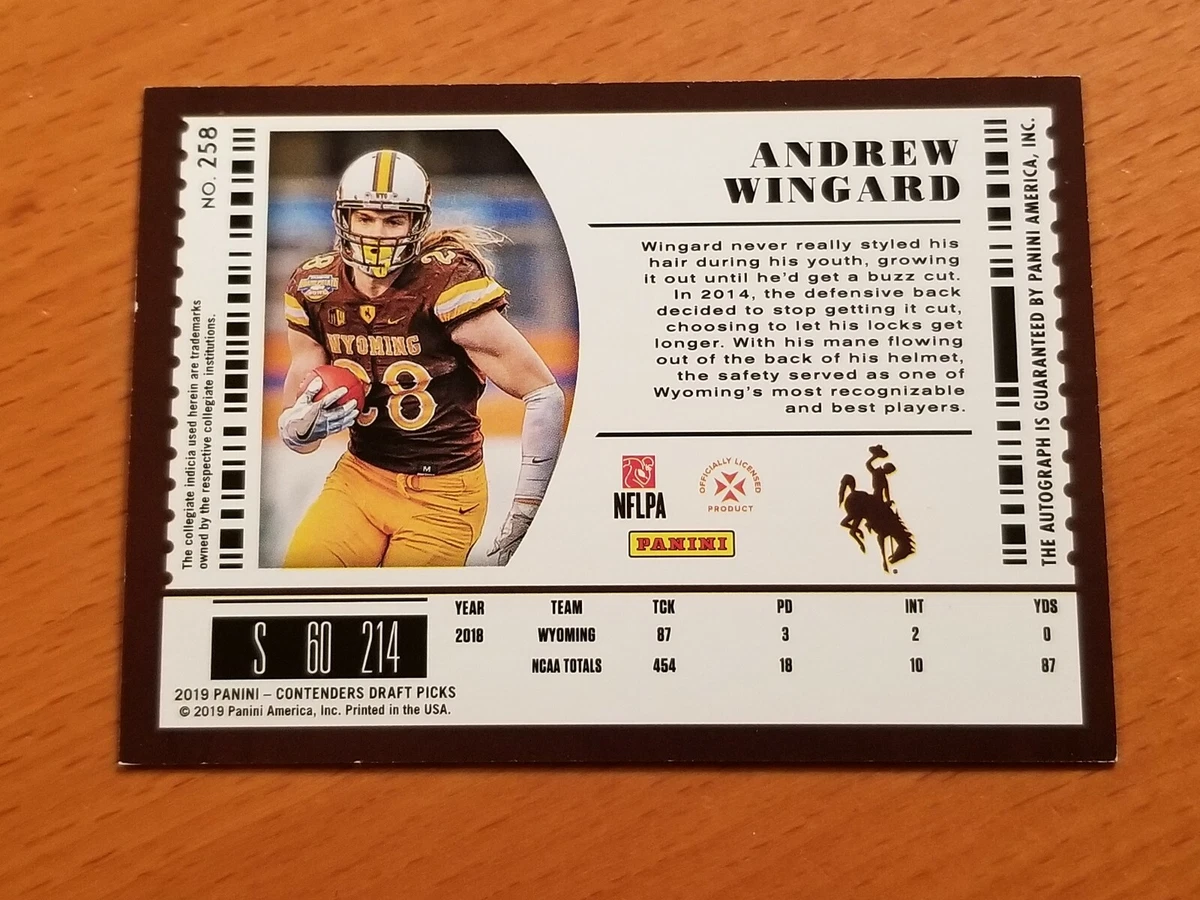 NO. 258
The collegiate indicia used herein are trademarks
owned by the respective collegiate institutions.
WYO
28
28
WYOMING
28
M
ANDREW
WINGARD
Wingard never really styled his
hair during his youth, growing
it out until he'd get a buzz cut.
In 2014, the defensive back
decided to stop getting it cut,
choosing to let his locks get
longer. With his mane flowing
out of the back of his helmet,
the safety served as one of
Wyoming's most recognizable
and best players.
NFLPA
OFFICIALLY LICENSED
PRODUCT
PANINI
THE AUTOGRAPH IS GUARANTEED BY PANINI AMERICA, INC.
S 60 214
YEAR TEAM TCK PD INT YDS
2018 WYOMING 87 3 2 0
NCAA TOTALS 454 18 10 87
2019 PANINI – CONTENDERS DRAFT PICKS
© 2019 Panini America, Inc. Printed in the USA.